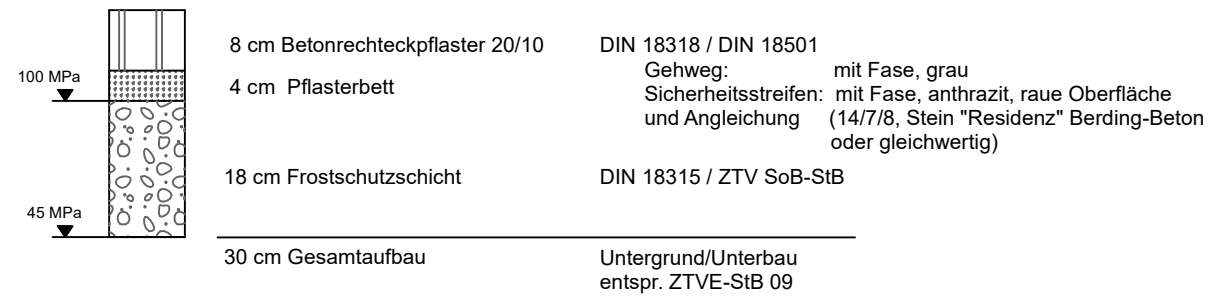 8 cm Betonrechteckpflaster 20/10 DIN 18318 / DIN 18501
Gehweg: mit Fase, grau
100 MPa
4 cm Pflasterbett
Sicherheitsstreifen: mit Fase, anthrazit, raue Oberfläche
und Angleichung (14/7/8, Stein "Residenz" Berding-Beton
oder gleichwertig)
18 cm Frostschutzschicht DIN 18315 / ZTV SoB-StB
45 MPa
30 cm Gesamtaufbau Untergrund/Unterbau
entspr. ZTVE-StB 09